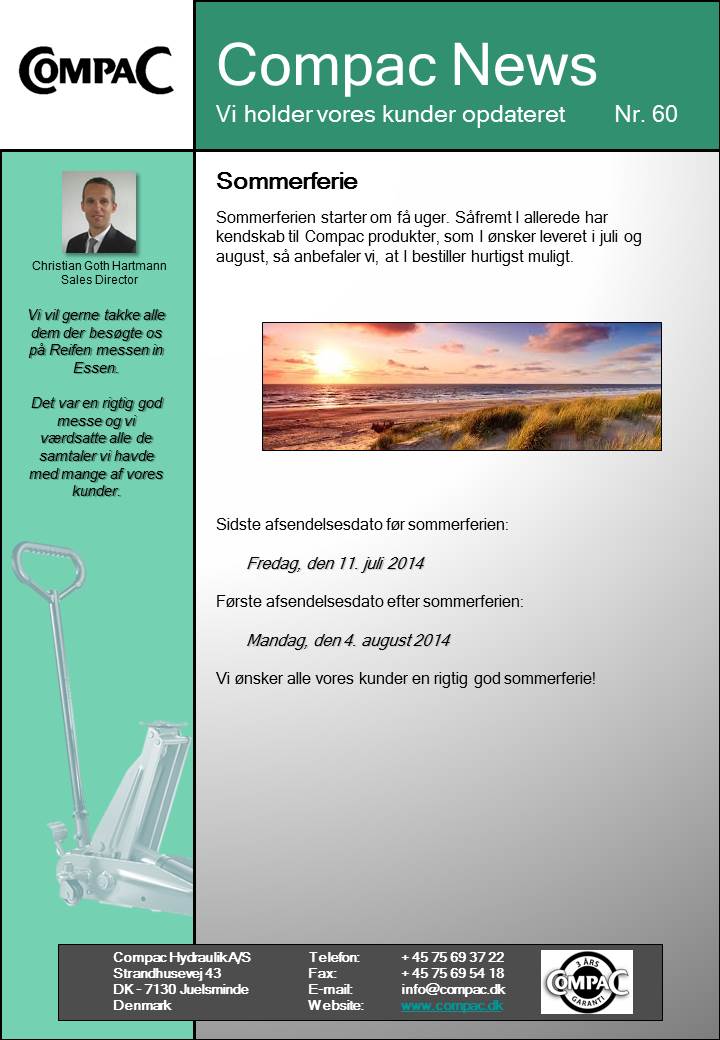 COMPAC
Compac News
Vi holder vores kunder opdateret Nr. 60
Christian Goth Hartmann
Sales Director
Vi vil gerne takke alle
dem der besøgte os
på Reifen messen in
Essen.
Det var en rigtig god
messe og vi
værdsatte alle de
samtaler vi havde
med mange af vores
kunder.
Sommerferie
Sommerferien starter om få uger. Såfremt I allerede har
kendskab til Compac produkter, som I ønsker leveret i juli og
august, så anbefaler vi, at I bestiller hurtigst muligt.
Sidste afsendelsesdato før sommerferien:
Fredag, den 11. juli 2014
Første afsendelsesdato efter sommerferien:
Mandag, den 4. august 2014
Vi ønsker alle vores kunder en rigtig god sommerferie!
Compac Hydraulik A/S Telefon: + 45 75 69 37 22
Strandhusevej 43 Fax: + 45 75 69 54 18
DK - 7130 Juelsminde E-mail: info@compac.dk
Denmark Website: www.compac.dk
3 ÅRS
COMPAC
GARANTI